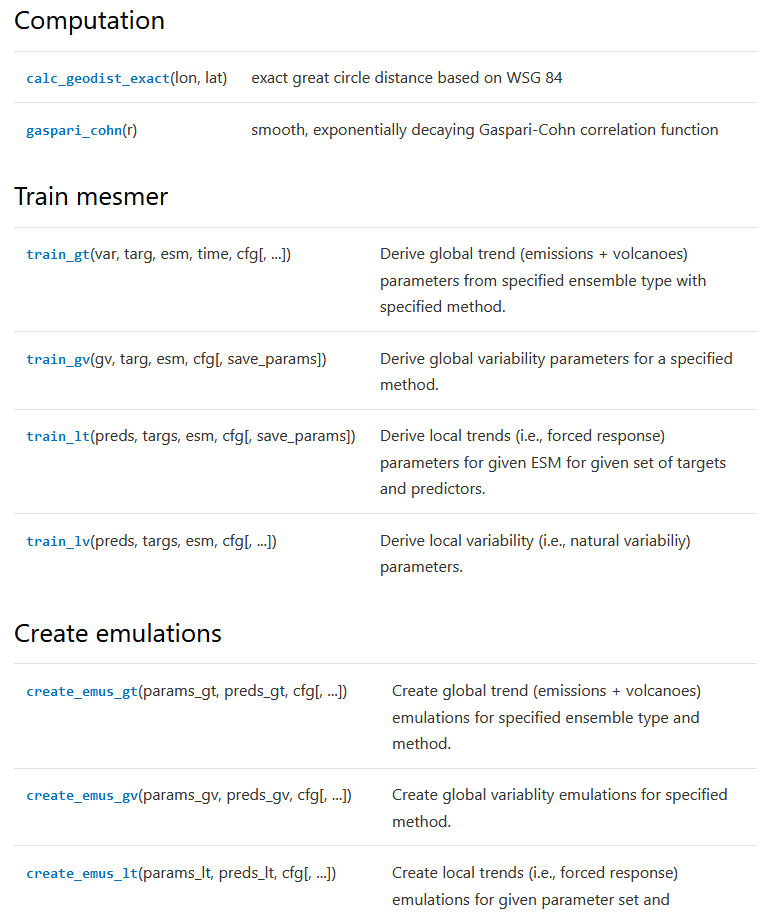 Computation
calc_geodist_exact(lon, lat) exact great circle distance based on WSG 84
gaspari_cohn(r) smooth, exponentially decaying Gaspari-Cohn correlation function
Train mesmer
train_gt(var, targ, esm, time, cfg[, ...]) Derive global trend (emissions + volcanoes)
parameters from specified ensemble type with
specified method.
train_gv(gv, targ, esm, cfg[, save_params]) Derive global variability parameters for a specified
method.
train_lt(preds, targs, esm, cfg[, save_params]) Derive local trends (i.e., forced response)
parameters for given ESM for given set of targets
and predictors.
train_lv(preds, targs, esm, cfg[, ...]) Derive local variability (i.e., natural variabiliy)
parameters.
Create emulations
create_emus_gt(params_gt, preds_gt, cfg[, ...]) Create global trend (emissions + volcanoes)
emulations for specified ensemble type and
method.
create_emus_gv(params_gv, preds_gv, cfg[, ...]) Create global variablity emulations for specified
method.
create_emus_lt(params_lt, preds_lt, cfg[, ...]) Create local trends (i.e., forced response)
emulations for given parameter set and